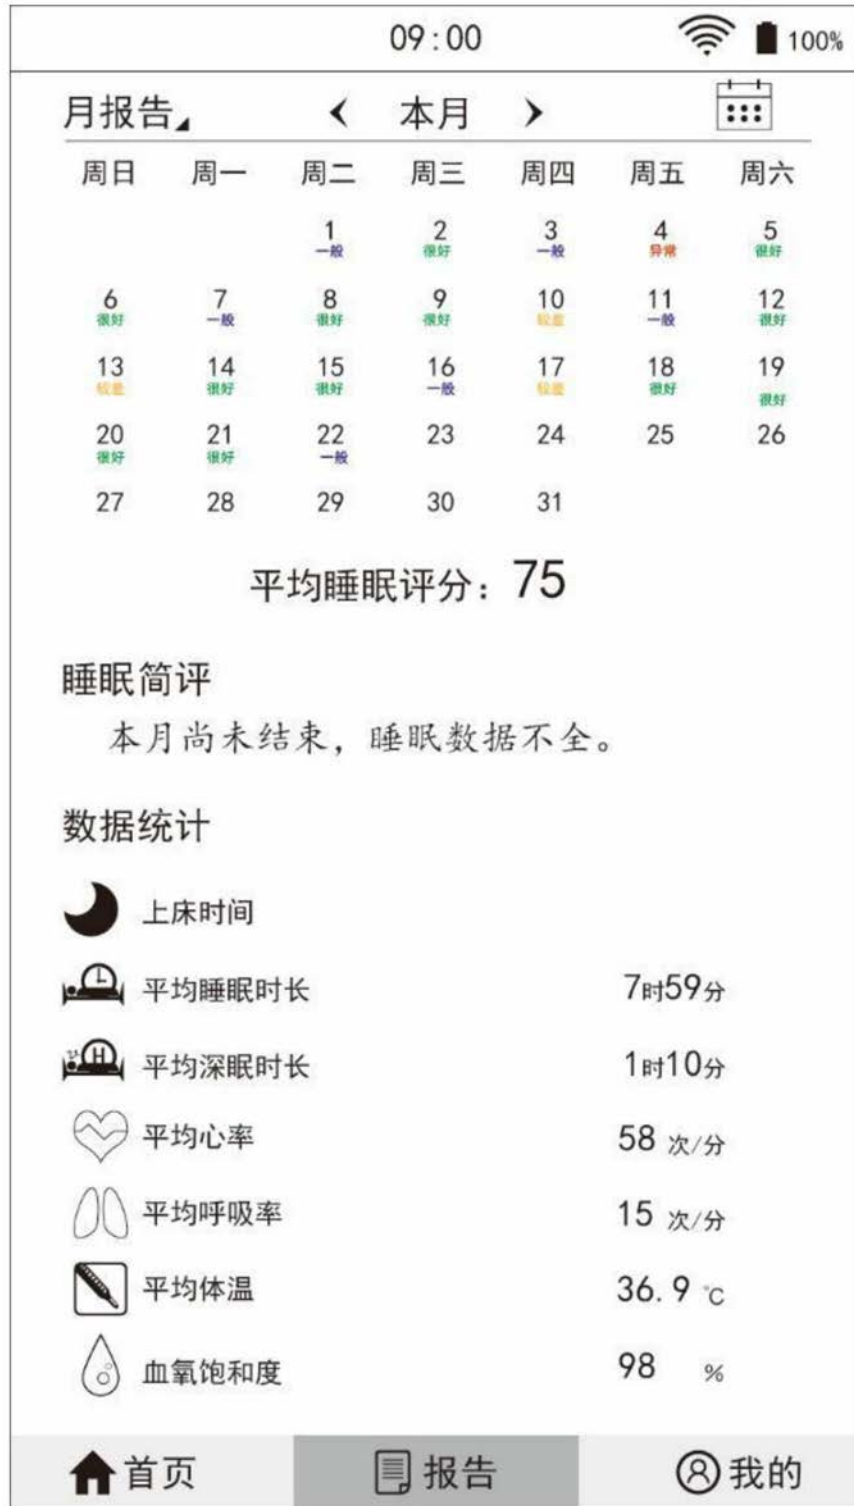 09:00 100%
月报告 本月
周日 周一 周二 周三 周四 周五 周六
1 2 3 4 5
一般 很好 一般 异常 很好
6 7 8 9 10 11 12
很好 一般 很好 很好 较差 一般 很好
13 14 15 16 17 18 19
较差 很好 很好 一般 较差 很好 很好
20 21 22 23 24 25 26
很好 很好 一般
27 28 29 30 31
平均睡眠评分：75
睡眠简评
本月尚未结束，睡眠数据不全。
数据统计
上床时间
平均睡眠时长 7时59分
平均深眠时长 1时10分
平均心率 58 次/分
平均呼吸率 15 次/分
平均体温 36.9 ℃
血氧饱和度 98 %
首页 报告 我的